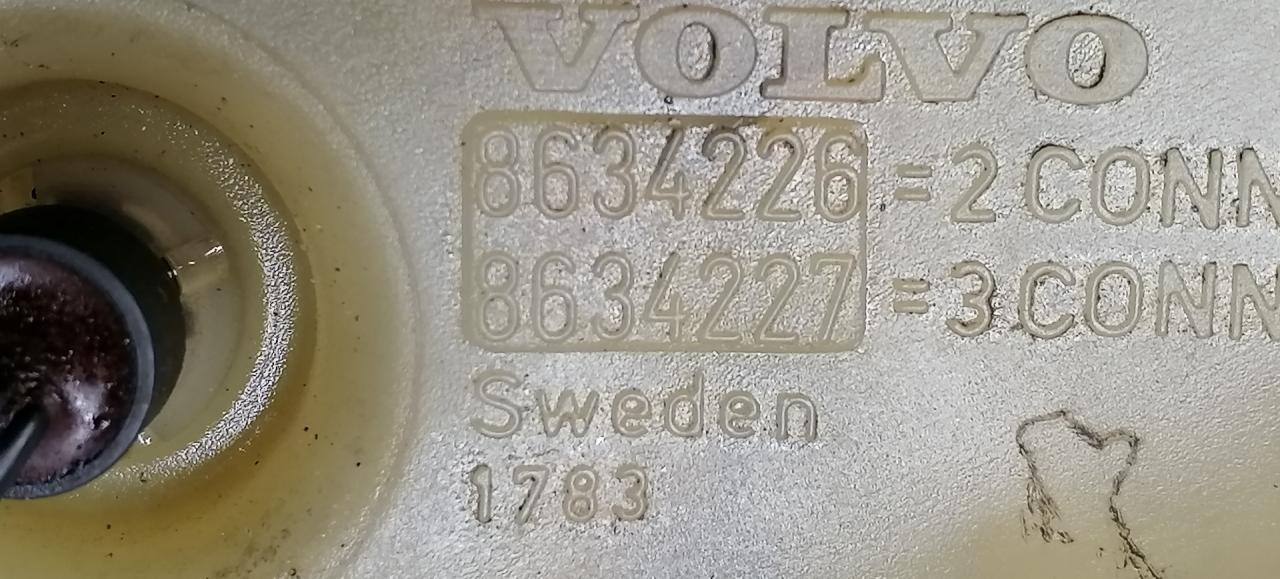 VOLVO
8634226 = 2 CONN
8634227 = 3 CONN
Sweden
1783